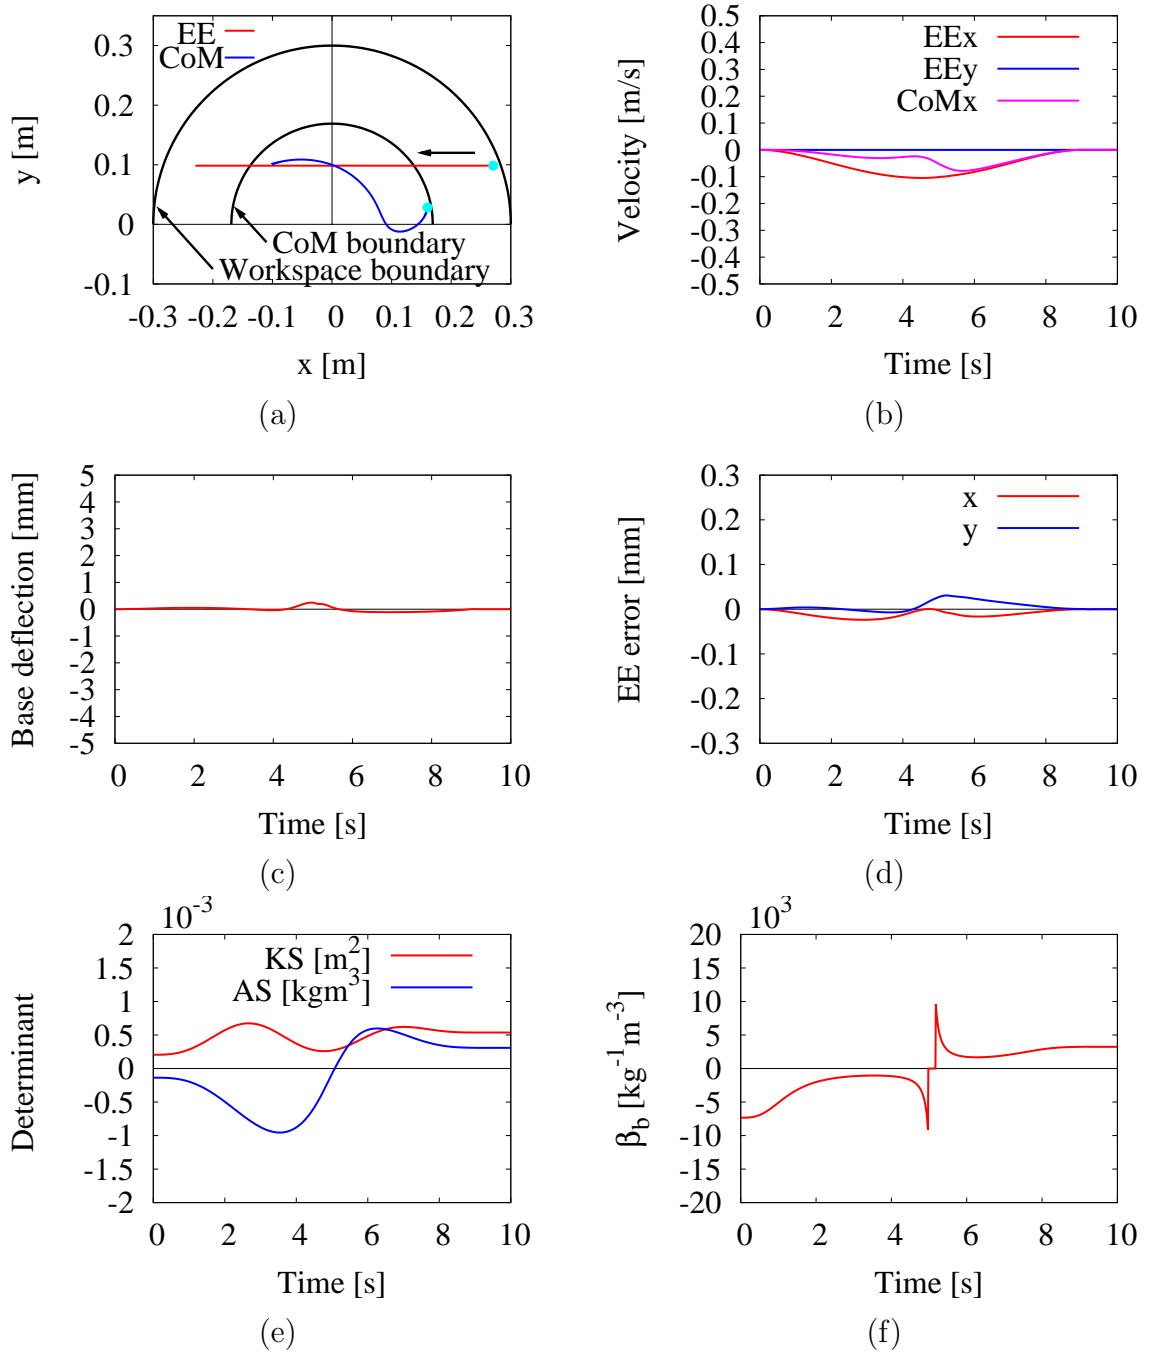 EE
CoM
0.3
0.2
0.1
0
-0.1
y [m]
CoM boundary
Workspace boundary
-0.3 -0.2 -0.1 0 0.1 0.2 0.3
x [m]
(a)
EEx
EEy
CoMx
0.5
0.4
0.3
0.2
0.1
0
-0.1
-0.2
-0.3
-0.4
-0.5
Velocity [m/s]
0 2 4 6 8 10
Time [s]
(b)
5
4
3
2
1
0
-1
-2
-3
-4
-5
Base deflection [mm]
0 2 4 6 8 10
Time [s]
(c)
x
y
0.3
0.2
0.1
0
-0.1
-0.2
-0.3
EE error [mm]
0 2 4 6 8 10
Time [s]
(d)
10^-3
KS [m^2]
AS [kgm^3]
2
1.5
1
0.5
0
-0.5
-1
-1.5
-2
Determinant
0 2 4 6 8 10
Time [s]
(e)
10^3
20
15
10
5
0
-5
-10
-15
-20
β_b [kg^-1m^-3]
0 2 4 6 8 10
Time [s]
(f)